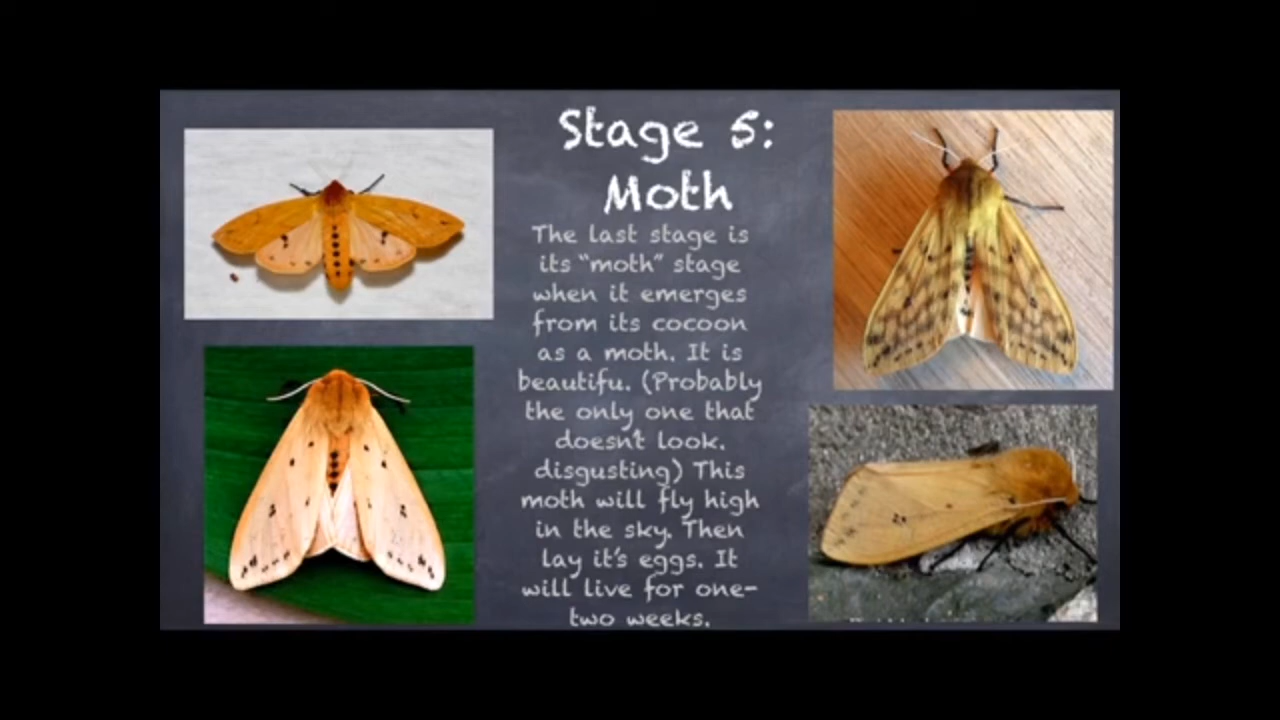 Stage 5:
Moth
The last stage is
its “moth” stage
when it emerges
from its cocoon
as a moth. It is
beautifu. (Probably
the only one that
doesn't look.
disgusting) This
moth will fly high
in the sky. Then
lay it's eggs. It
will live for one-
two weeks.